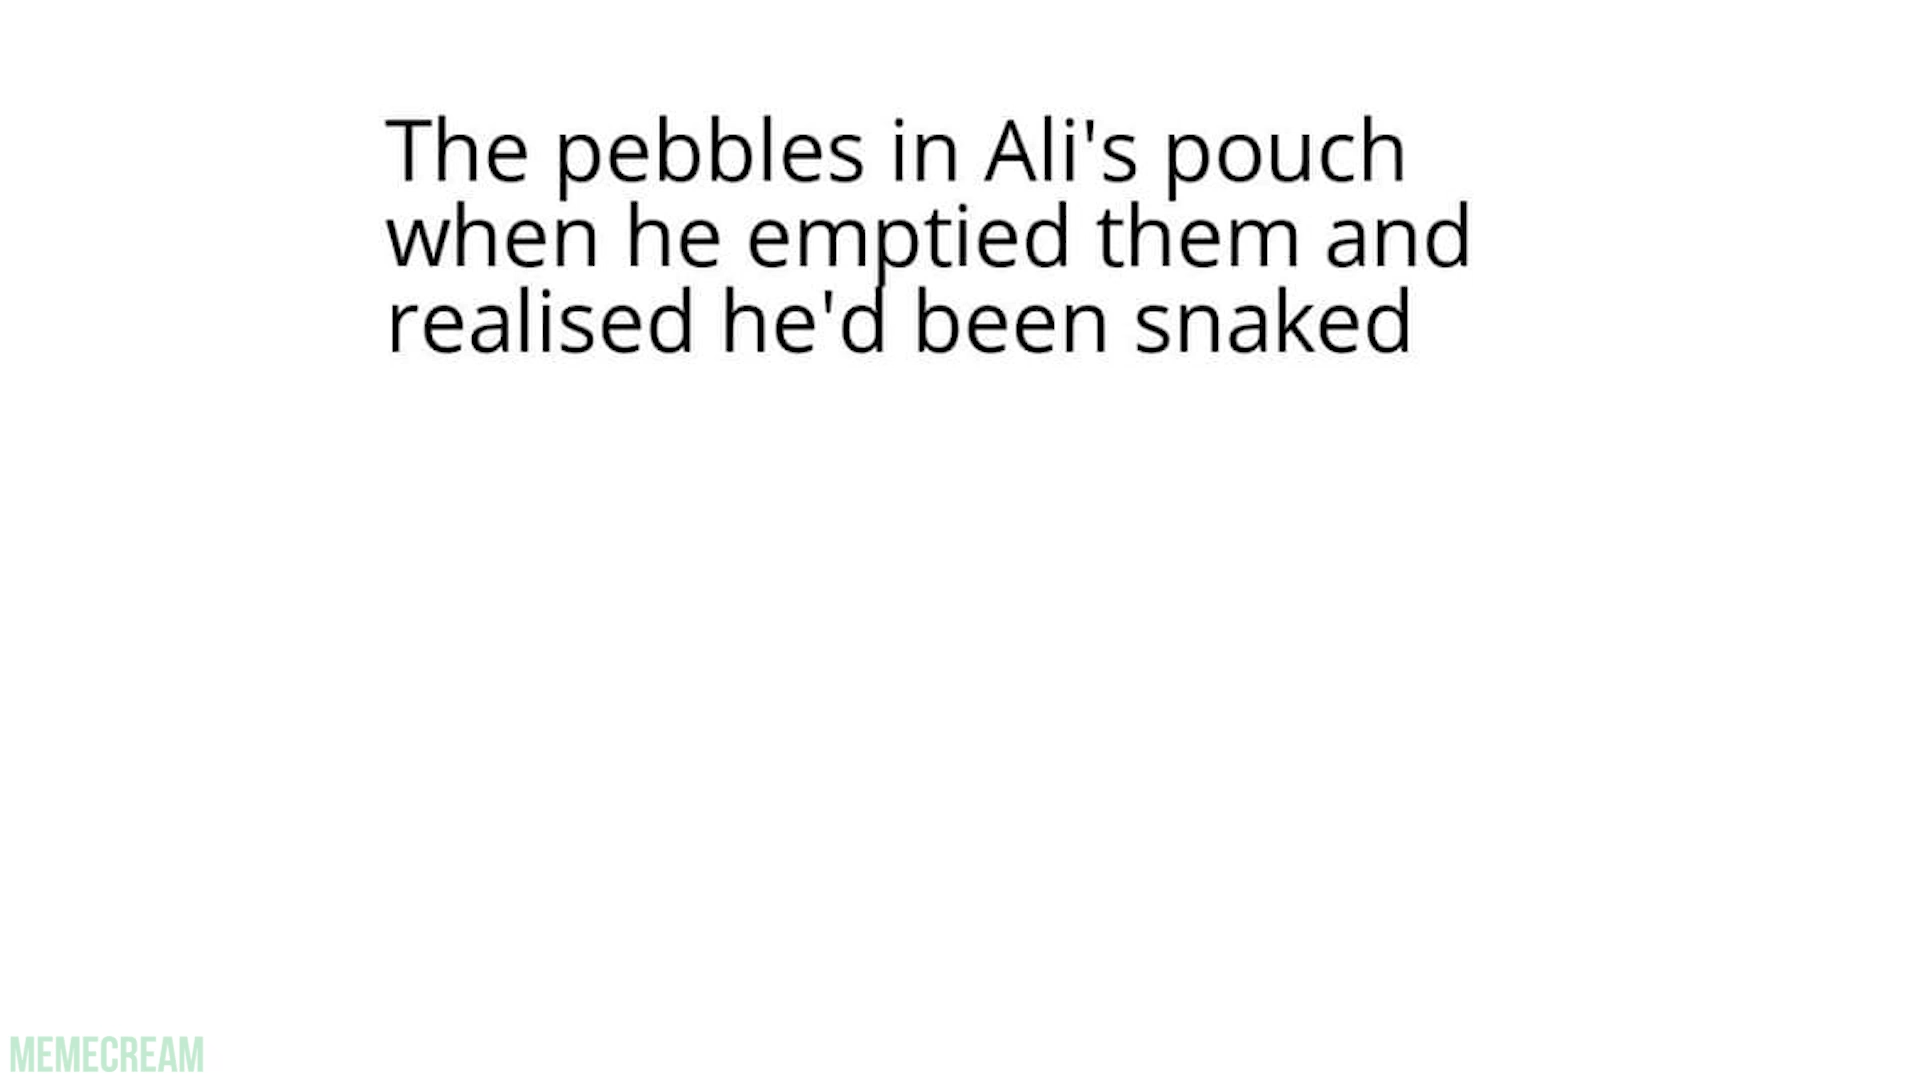 The pebbles in Ali's pouch
when he emptied them and
realised he'd been snaked
MEMECREAM